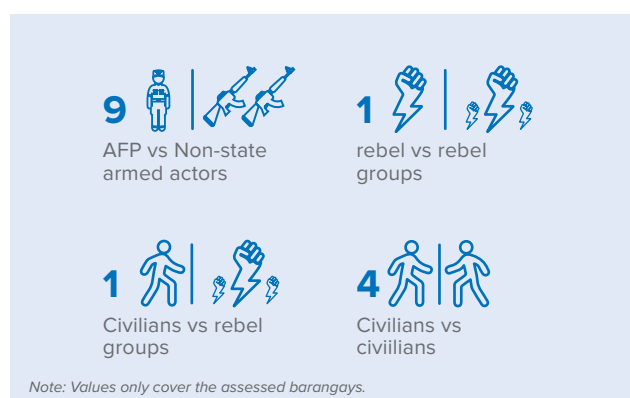 9
AFP vs Non-state
armed actors
1
rebel vs rebel
groups
1
Civilians vs rebel
groups
4
Civilians vs
civiilians
Note: Values only cover the assessed barangays.